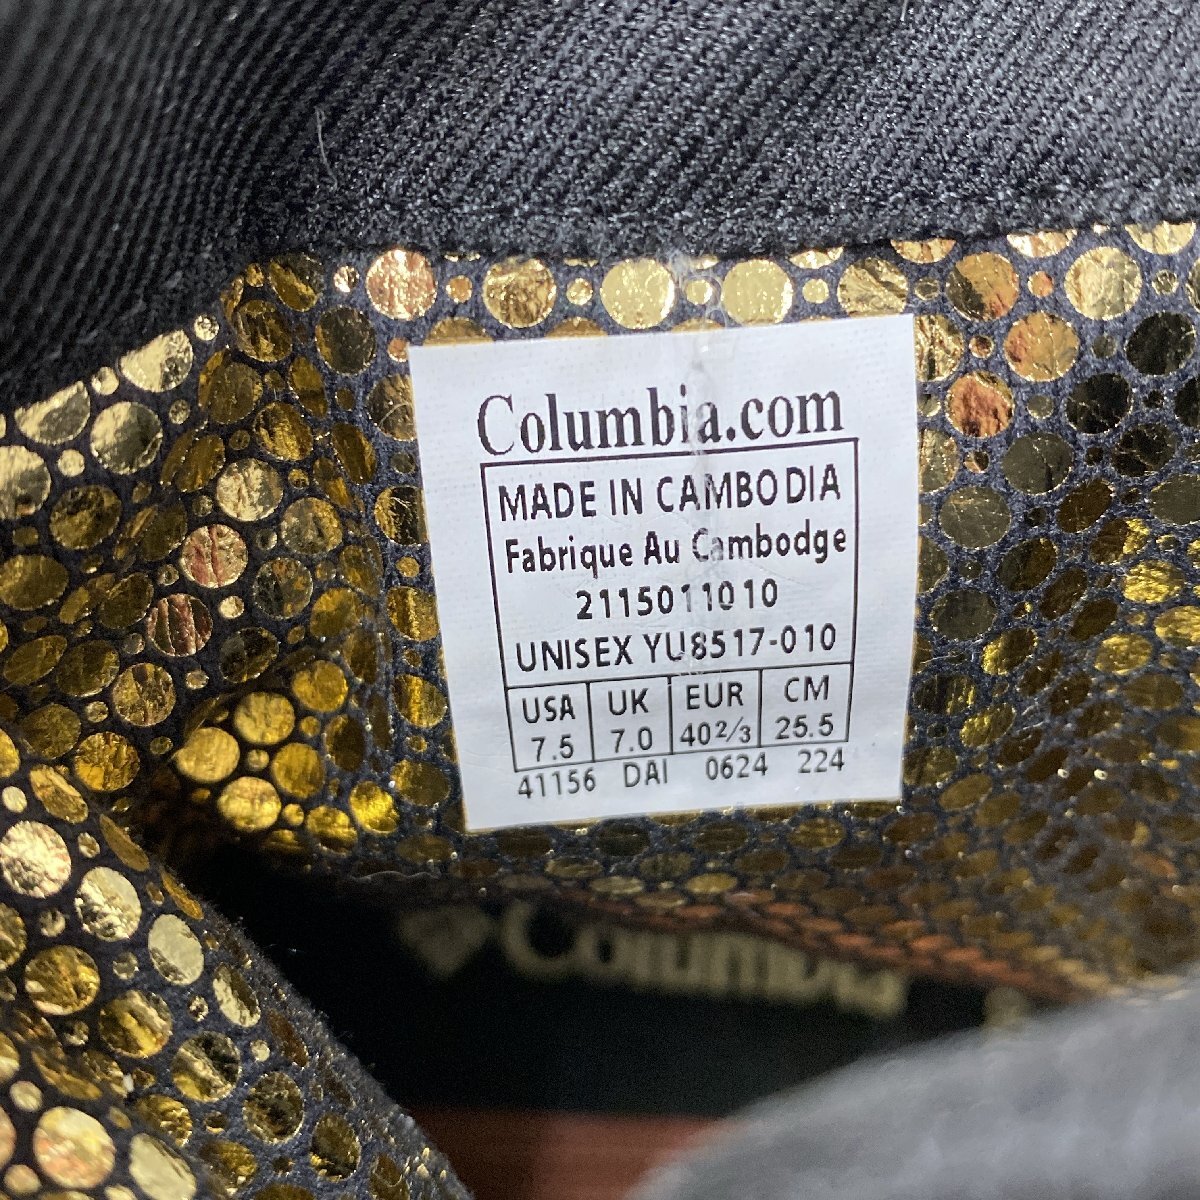 Columbia.com
MADE IN CAMBODIA
Fabrique Au Cambodge
2115011010
UNISEX YU8517-010
USA UK EUR CM
7.5 7.0 40 2/3 25.5
41156 DAI 0624 224
Columbia